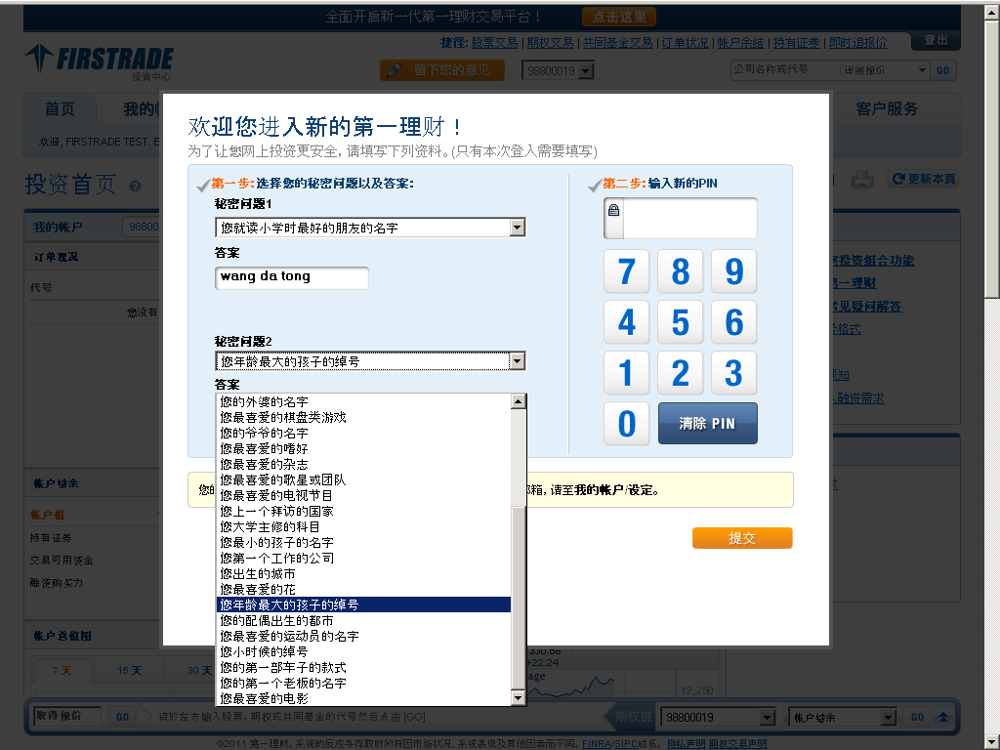 全面开启新一代第一理财交易平台！ 点击这里
捷径: 股票交易 | 期权交易 | 共同基金交易 | 订单状况 | 帐户余结 | 持有证券 | 即时追报价 登出
FIRSTRADE
投资中心
留下您的意见 98800019 公司名称或代号 详细报价 GO
首页 我的 客户服务
欢迎, FIRSTRADE TEST. E
投资首页 ? 更新本頁
欢迎您进入新的第一理财！
为了让您网上投资更安全, 请填写下列资料。(只有本次登入需要填写)
第一步: 选择您的秘密问题以及答案:
秘密问题1
您就读小学时最好的朋友的名字
答案
wang da tong
秘密问题2
您年龄最大的孩子的绰号
答案
您的外婆的名字
您最喜爱的棋盘类游戏
您的爷爷的名字
您最喜爱的嗜好
您最喜爱的杂志
您最喜爱的歌星或团队
您最喜爱的电视节目
您上一个拜访的国家
您大学主修的科目
您最小的孩子的名字
您第一个工作的公司
您出生的城市
您最喜爱的花
您年龄最大的孩子的绰号
您的配偶出生的都市
您最喜爱的运动员的名字
您小时候的绰号
您的第一部车子的款式
您的第一个老板的名字
您最喜爱的电影
第二步: 输入新的PIN
7 8 9
4 5 6
1 2 3
0 清除 PIN
您的
邮箱, 请至我的帐户/设定。
提交
我的帐户 98800
订单现况
代号
您没有
帐户结余
帐户值
持有证券
交易可用资金
融资购买力
帐户总值图
7 天 15 天 30 天
投资组合功能
第一理财
常见疑问解答
格式
须知
融资需求
330.68
+22.24
age
12,250
取得报价 GO 请於左方输入股票, 期权或共同基金的代号然后点击 [GO] 期权链 98800019 帐户结余 GO
©2011 第一理财. 系统的反应与存取时间将因市场状况, 系统表现及其他因素而不同。 FINRA/SIPC成员。 隐私声明 期权交易声明